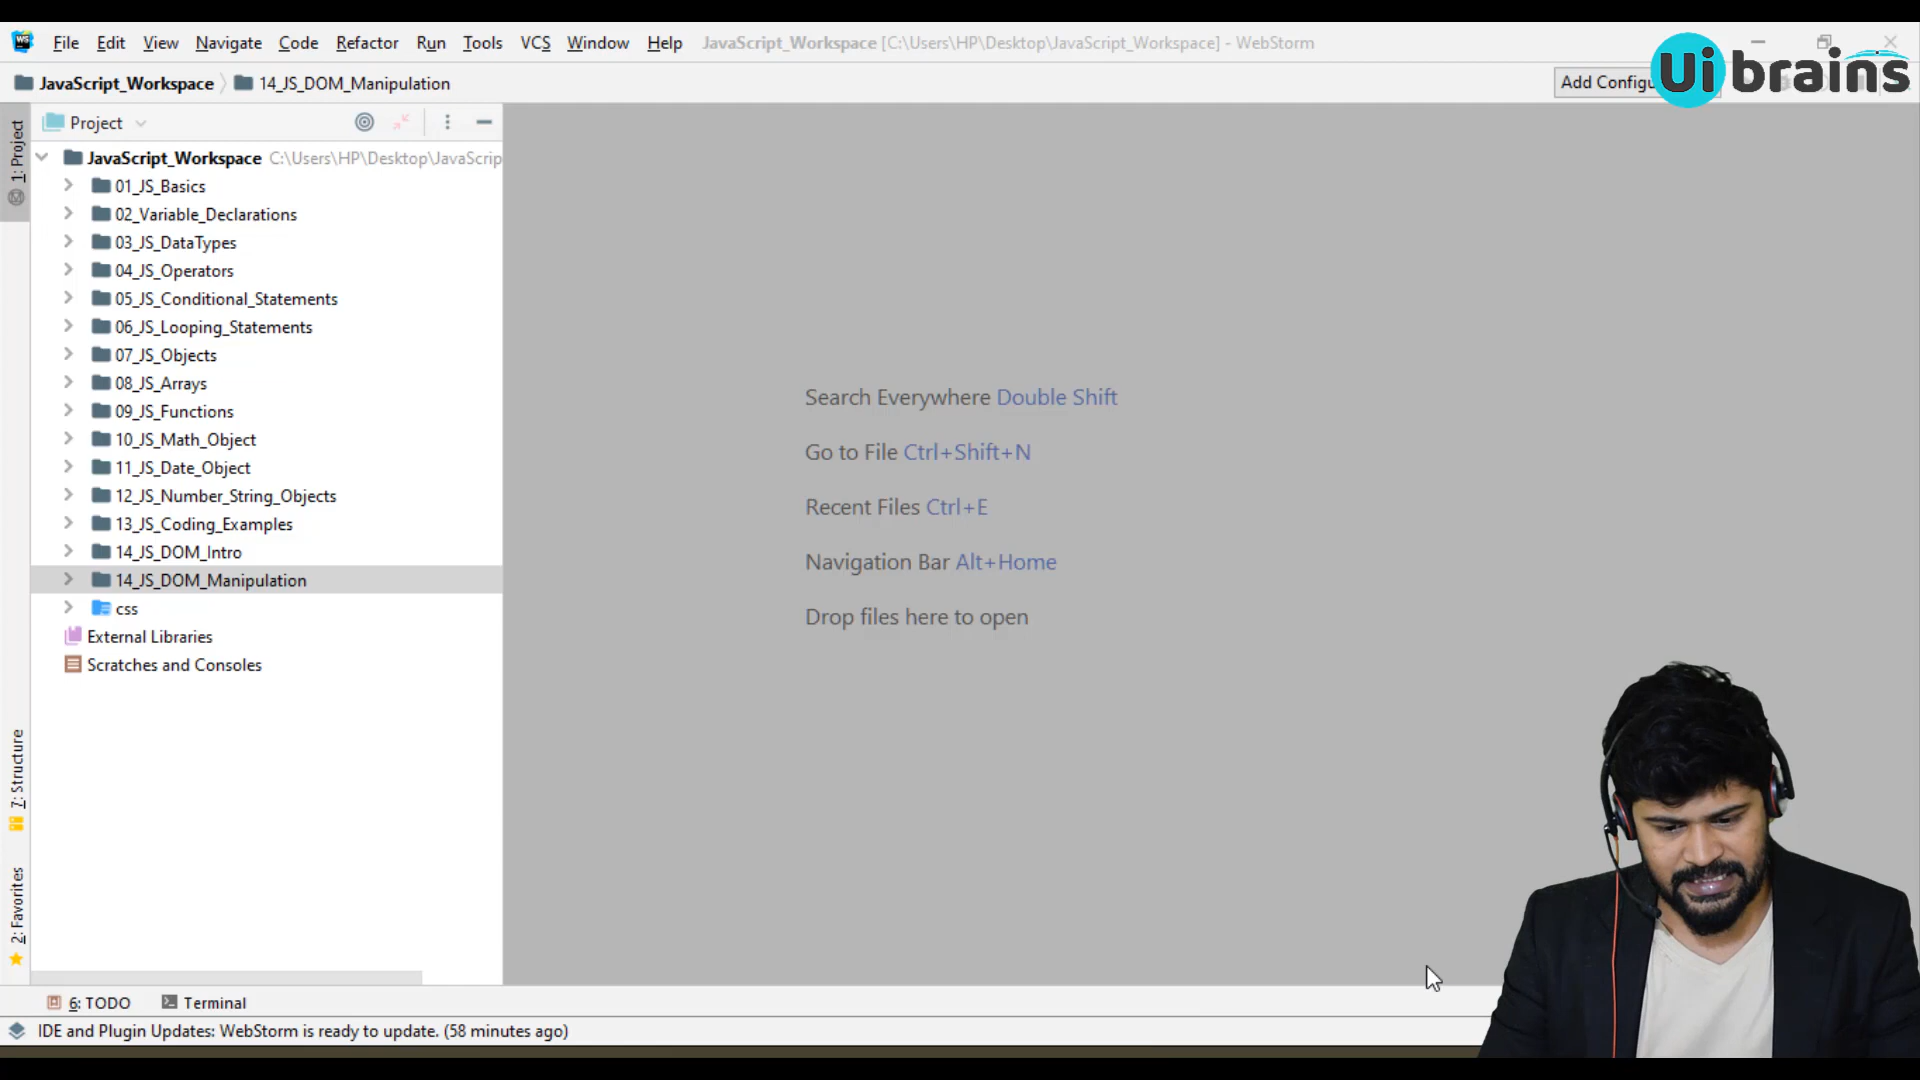 WS File Edit View Navigate Code Refactor Run Tools VCS Window Help JavaScript_Workspace [C:\Users\HP\Desktop\JavaScript_Workspace] - WebStorm
Ui brains
JavaScript_Workspace 14_JS_DOM_Manipulation Add Configu
Project
1: Project
JavaScript_Workspace C:\Users\HP\Desktop\JavaScrip
01_JS_Basics
02_Variable_Declarations
03_JS_DataTypes
04_JS_Operators
05_JS_Conditional_Statements
06_JS_Looping_Statements
07_JS_Objects
08_JS_Arrays
09_JS_Functions
10_JS_Math_Object
11_JS_Date_Object
12_JS_Number_String_Objects
13_JS_Coding_Examples
14_JS_DOM_Intro
14_JS_DOM_Manipulation
css
External Libraries
Scratches and Consoles
Search Everywhere Double Shift
Go to File Ctrl+Shift+N
Recent Files Ctrl+E
Navigation Bar Alt+Home
Drop files here to open
7: Structure
2: Favorites
6: TODO Terminal
IDE and Plugin Updates: WebStorm is ready to update. (58 minutes ago)